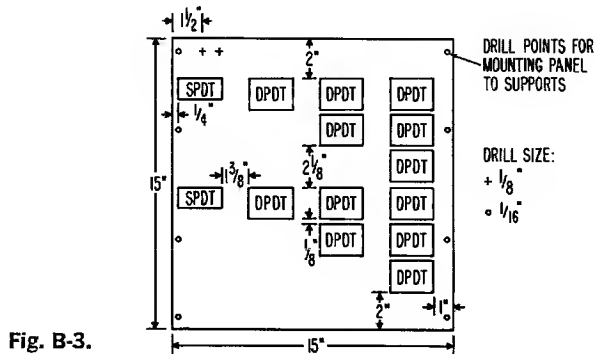 1 1/2"
2"
DRILL POINTS FOR
MOUNTING PANEL
TO SUPPORTS
SPDT
DPDT
DPDT
DPDT
1/4"
DPDT
DPDT
2 1/8"
DPDT
DRILL SIZE:
+ 1/8"
o 1/16"
1 3/8"
15"
SPDT
DPDT
DPDT
DPDT
1/8"
DPDT
DPDT
DPDT
2"
1"
Fig. B-3.
15"